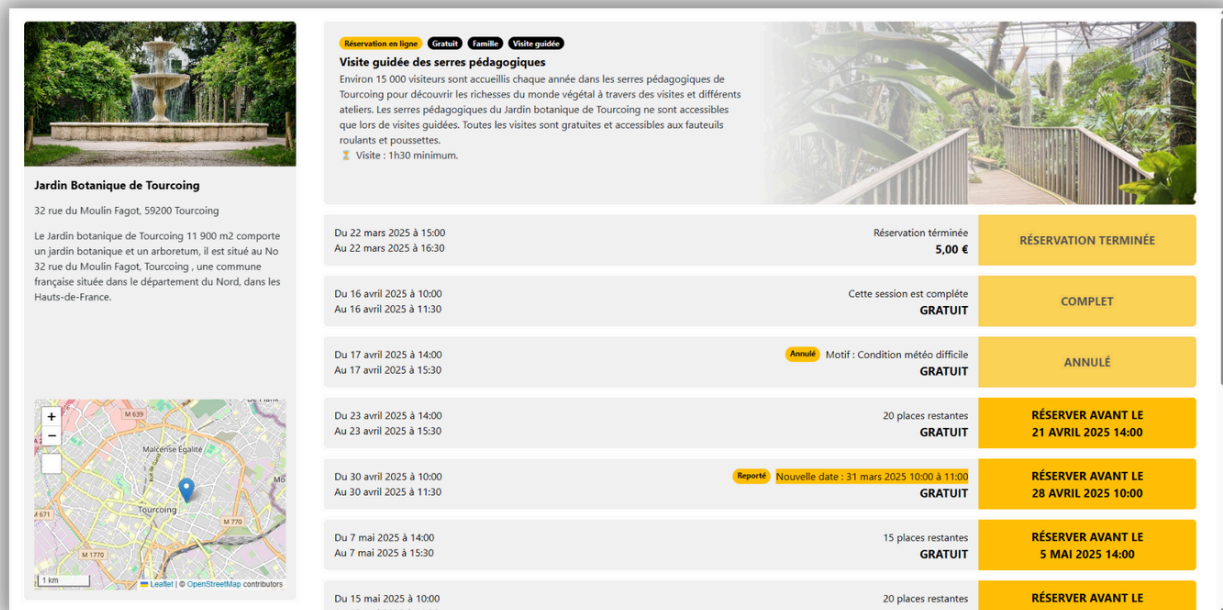 Jardin Botanique de Tourcoing
32 rue du Moulin Fagot, 59200 Tourcoing
Le Jardin botanique de Tourcoing 11 900 m2 comporte
un jardin botanique et un arboretum, il est situé au No
32 rue du Moulin Fagot, Tourcoing , une commune
française située dans le département du Nord, dans les
Hauts-de-France.
+
−
M 639
Malcense Egalité
Tourcoing
M 671
M 770
M 1770
1 km
Leaflet | © OpenStreetMap contributors
Réservation en ligne Gratuit Famille Visite guidée
Visite guidée des serres pédagogiques
Environ 15 000 visiteurs sont accueillis chaque année dans les serres pédagogiques de
Tourcoing pour découvrir les richesses du monde végétal à travers des visites et différents
ateliers. Les serres pédagogiques du Jardin botanique de Tourcoing ne sont accessibles
que lors de visites guidées. Toutes les visites sont gratuites et accessibles aux fauteuils
roulants et poussettes.
⏳ Visite : 1h30 minimum.
Du 22 mars 2025 à 15:00
Au 22 mars 2025 à 16:30
Réservation términée
5,00 €
RÉSERVATION TERMINÉE
Du 16 avril 2025 à 10:00
Au 16 avril 2025 à 11:30
Cette session est complète
GRATUIT
COMPLET
Du 17 avril 2025 à 14:00
Au 17 avril 2025 à 15:30
Annulé Motif : Condition météo difficile
GRATUIT
ANNULÉ
Du 23 avril 2025 à 14:00
Au 23 avril 2025 à 15:30
20 places restantes
GRATUIT
RÉSERVER AVANT LE
21 AVRIL 2025 14:00
Du 30 avril 2025 à 10:00
Au 30 avril 2025 à 11:30
Reporté Nouvelle date : 31 mars 2025 10:00 à 11:00
GRATUIT
RÉSERVER AVANT LE
28 AVRIL 2025 10:00
Du 7 mai 2025 à 14:00
Au 7 mai 2025 à 15:30
15 places restantes
GRATUIT
RÉSERVER AVANT LE
5 MAI 2025 14:00
Du 15 mai 2025 à 10:00
20 places restantes
RÉSERVER AVANT LE